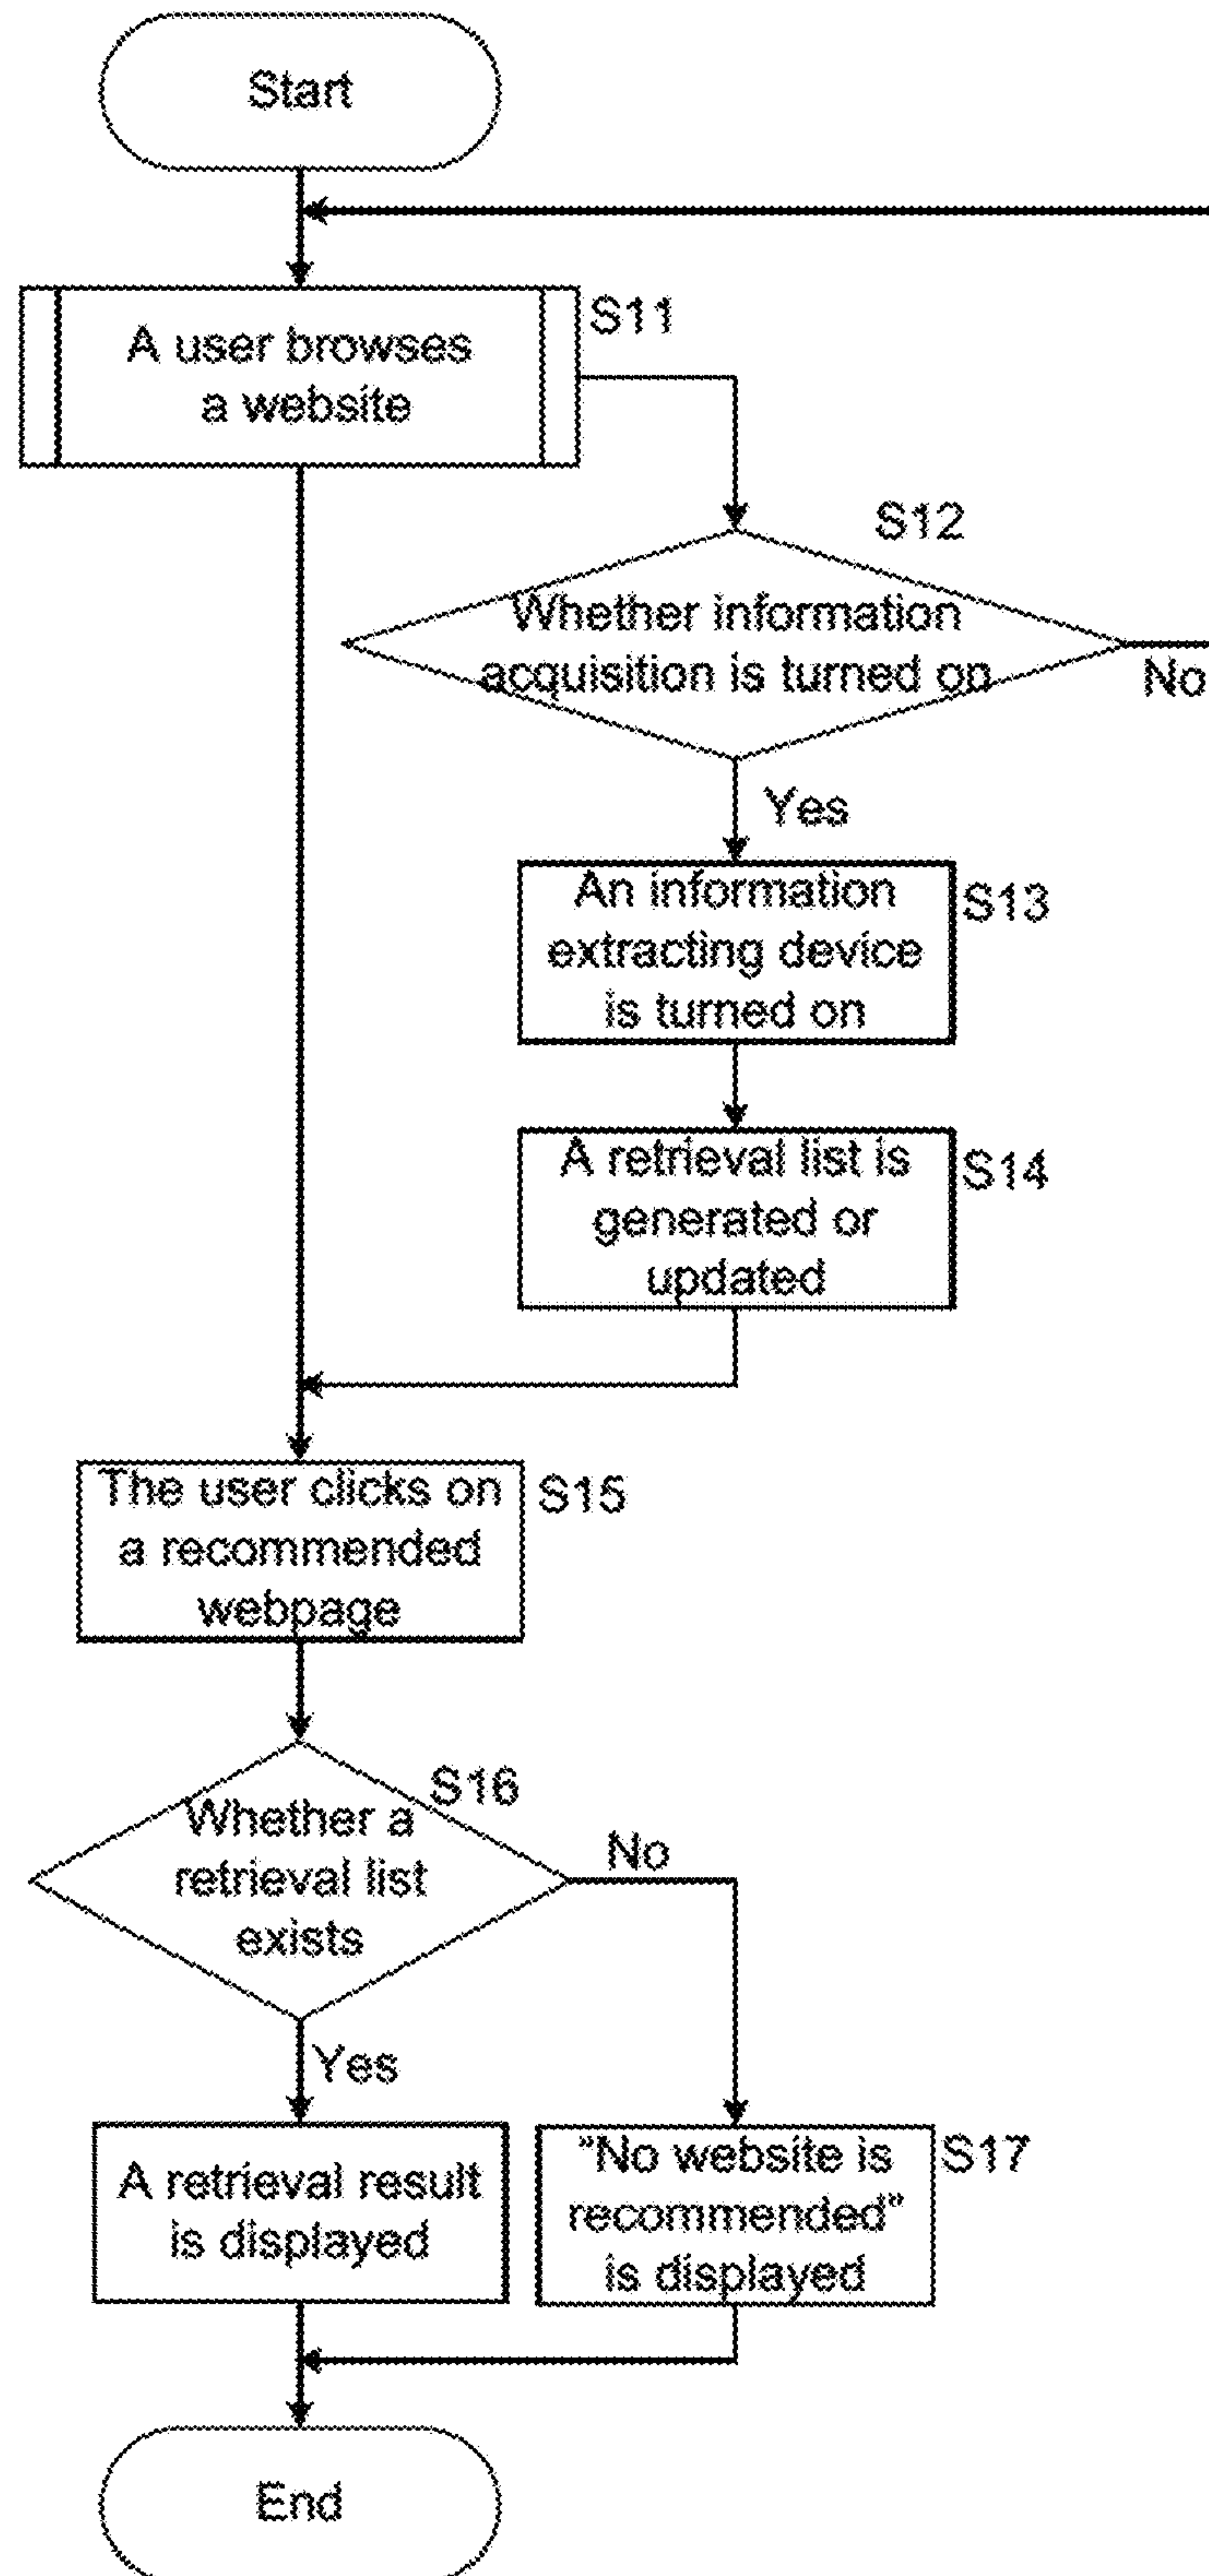 Start
A user browses
a website
S11
S12
Whether information
acquisition is turned on
No
Yes
An information
extracting device
is turned on
S13
A retrieval list is
generated or
updated
S14
The user clicks on
a recommended
webpage
S15
S16
Whether a
retrieval list
exists
No
Yes
A retrieval result
is displayed
“No website is
recommended”
is displayed
S17
End